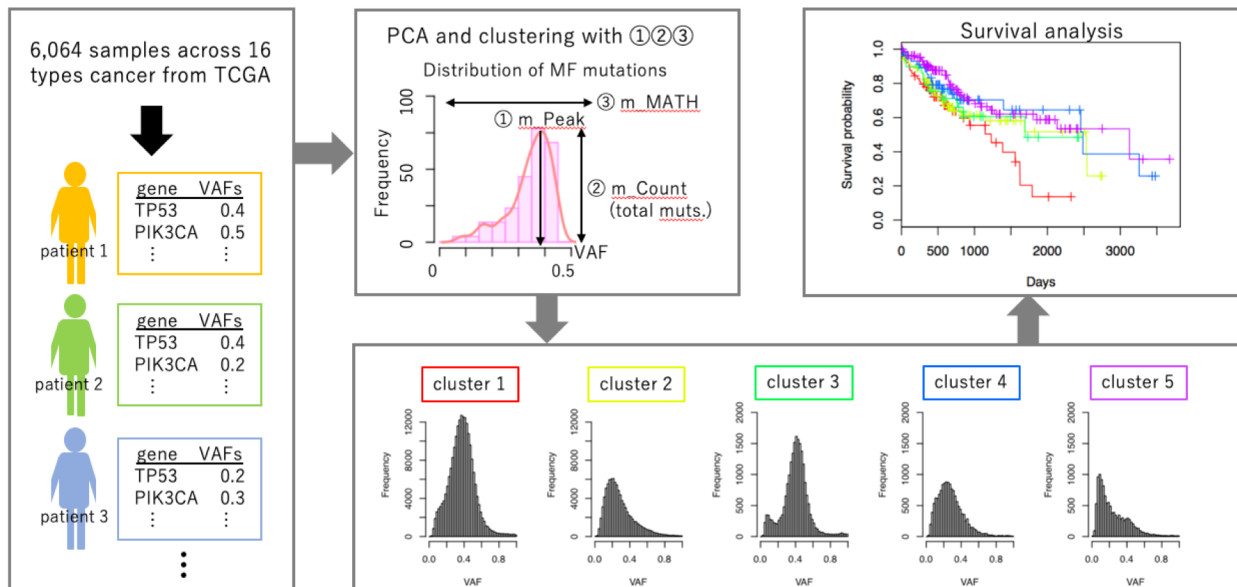 6,064 samples across 16
types cancer from TCGA
gene VAFs
TP53 0.4
PIK3CA 0.5
⋮ ⋮
patient 1
gene VAFs
TP53 0.4
PIK3CA 0.2
⋮ ⋮
patient 2
gene VAFs
TP53 0.2
PIK3CA 0.3
⋮ ⋮
patient 3
⋮
PCA and clustering with ①②③
Distribution of MF mutations
③ m_MATH
① m_Peak
② m_Count
(total muts.)
Frequency
100
75
50
0
0
0.5
VAF
Survival analysis
Survival probability
1.0
0.8
0.6
0.4
0.2
0.0
0 500 1000 2000 3000
Days
cluster 1
Frequency
12000
8000
4000
0
0.0 0.4 0.8
VAF
cluster 2
Frequency
12000
8000
4000
0
0.0 0.4 0.8
VAF
cluster 3
Frequency
2000
1500
1000
500
0
0.0 0.4 0.8
VAF
cluster 4
Frequency
2000
1500
1000
500
0
0.0 0.4 0.8
VAF
cluster 5
Frequency
2000
1500
1000
500
0
0.0 0.4 0.8
VAF